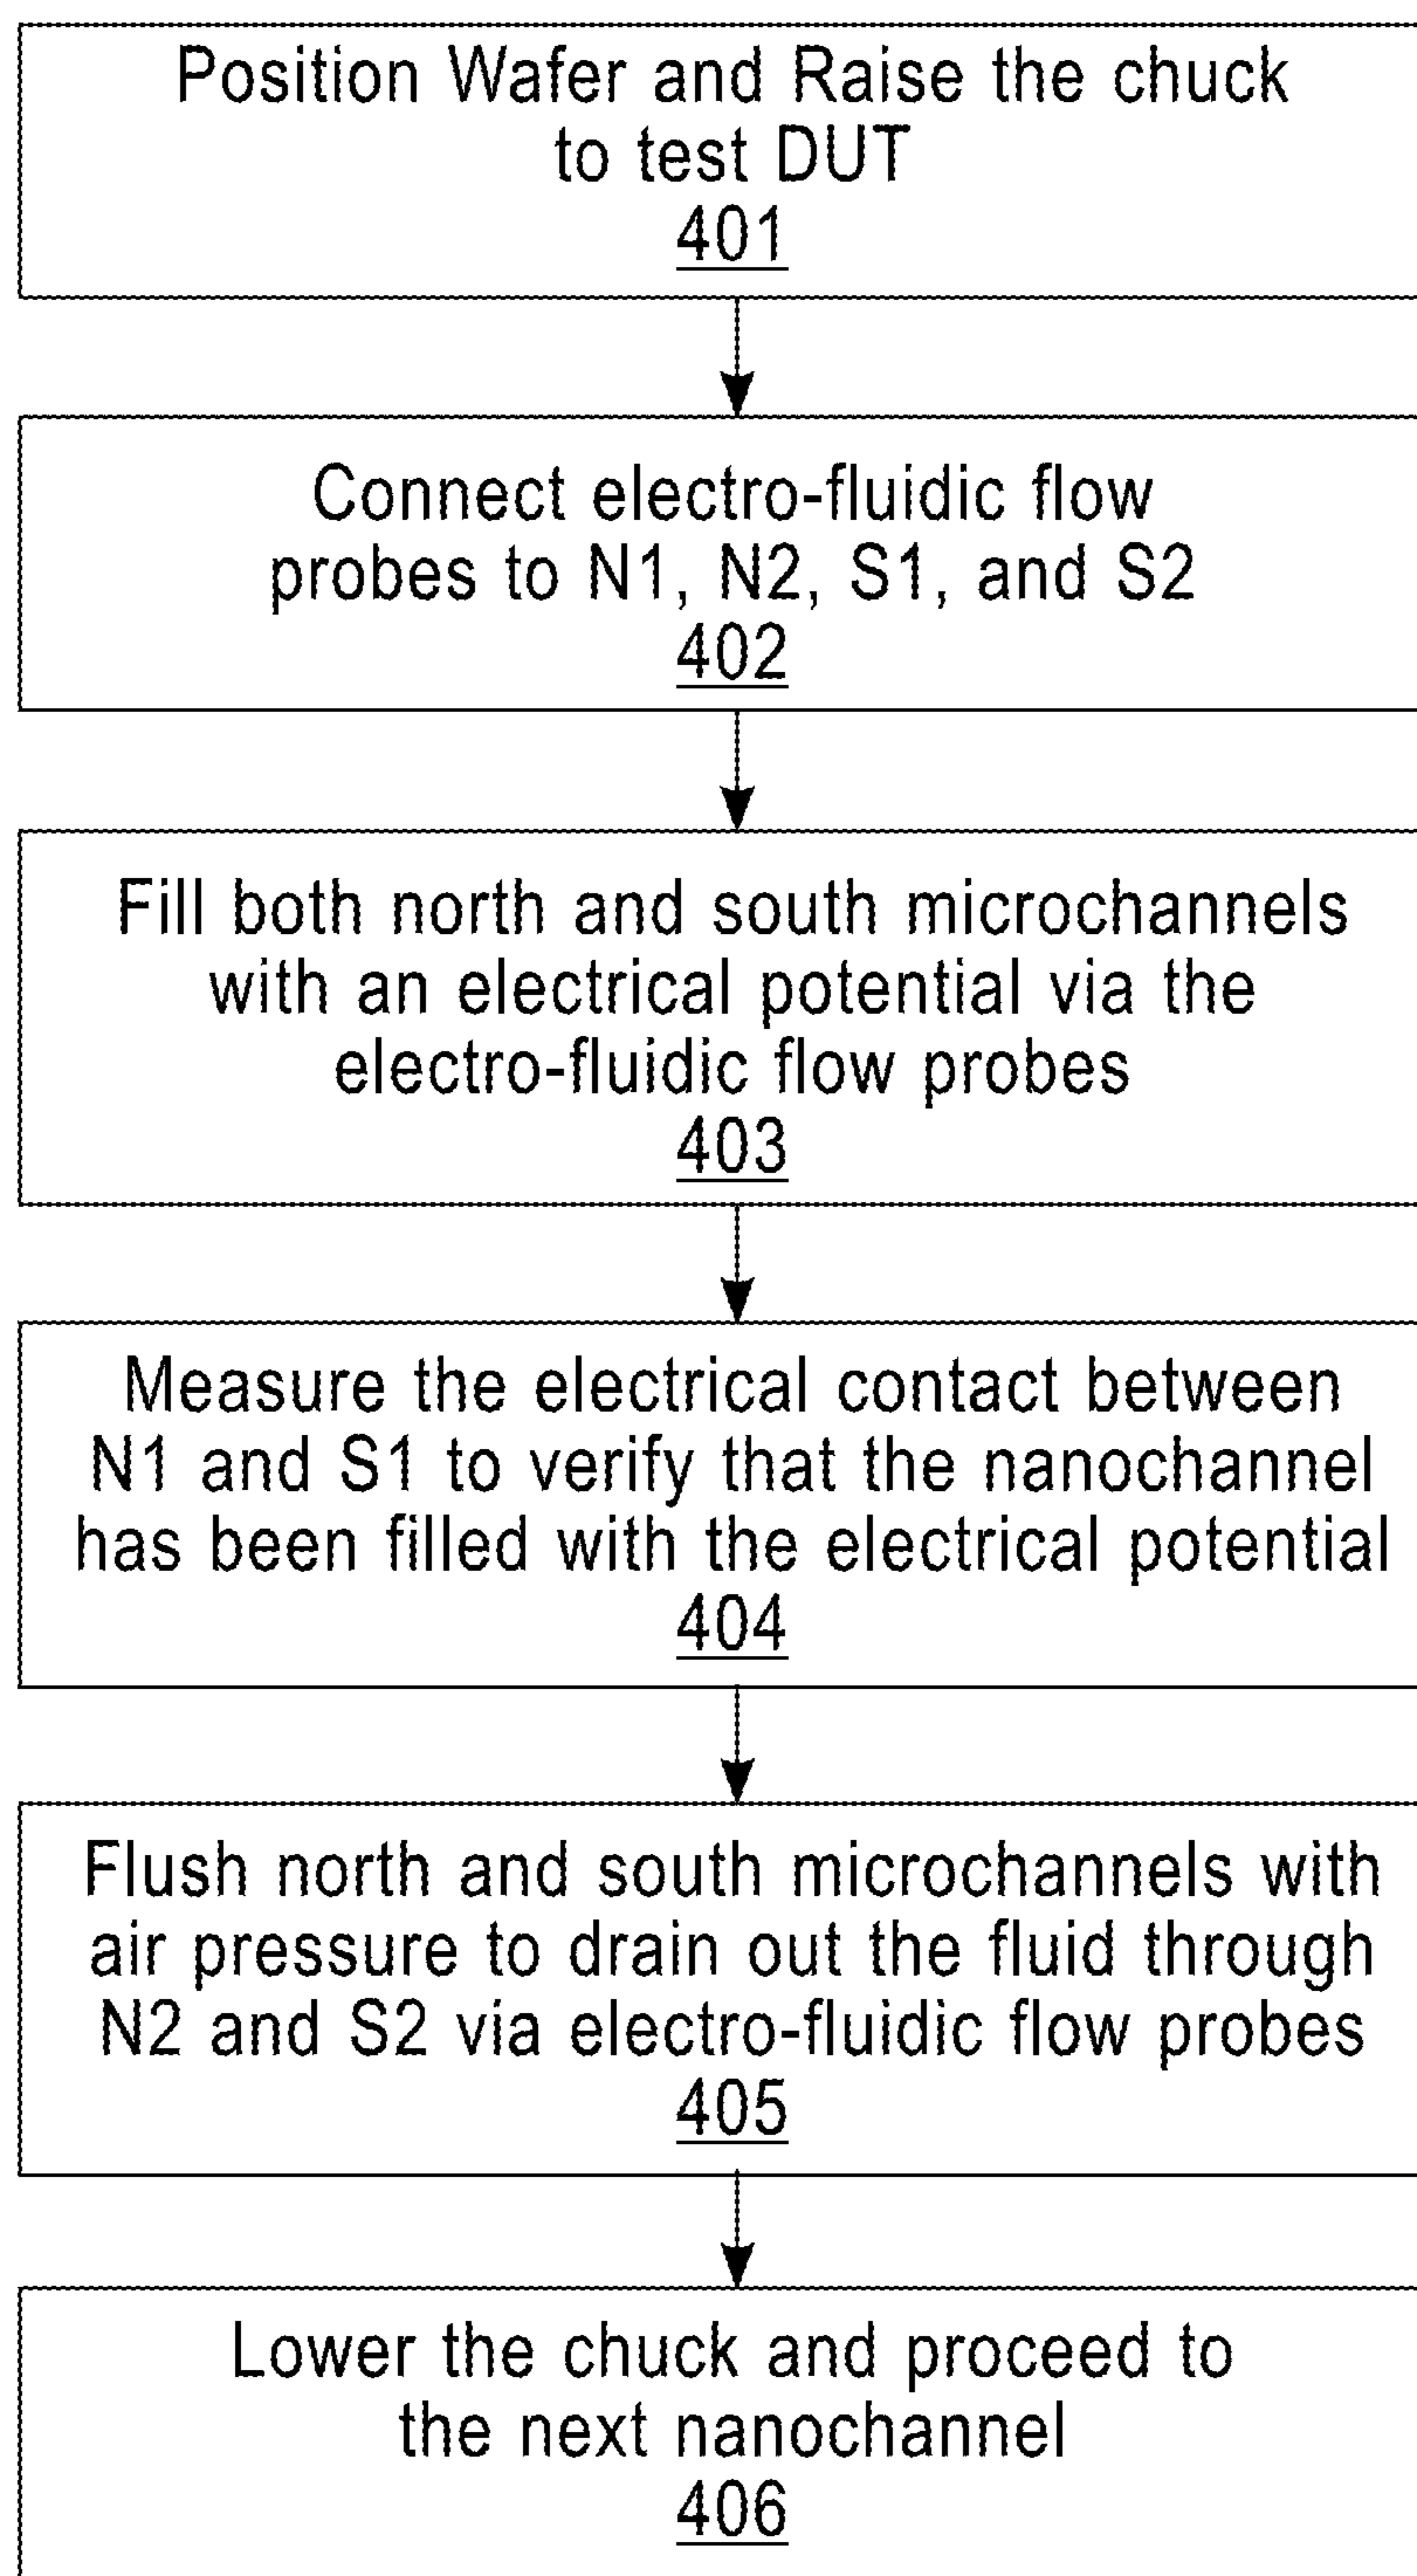 Position Wafer and Raise the chuck
to test DUT
401
Connect electro-fluidic flow
probes to N1, N2, S1, and S2
402
Fill both north and south microchannels
with an electrical potential via the
electro-fluidic flow probes
403
Measure the electrical contact between
N1 and S1 to verify that the nanochannel
has been filled with the electrical potential
404
Flush north and south microchannels with
air pressure to drain out the fluid through
N2 and S2 via electro-fluidic flow probes
405
Lower the chuck and proceed to
the next nanochannel
406